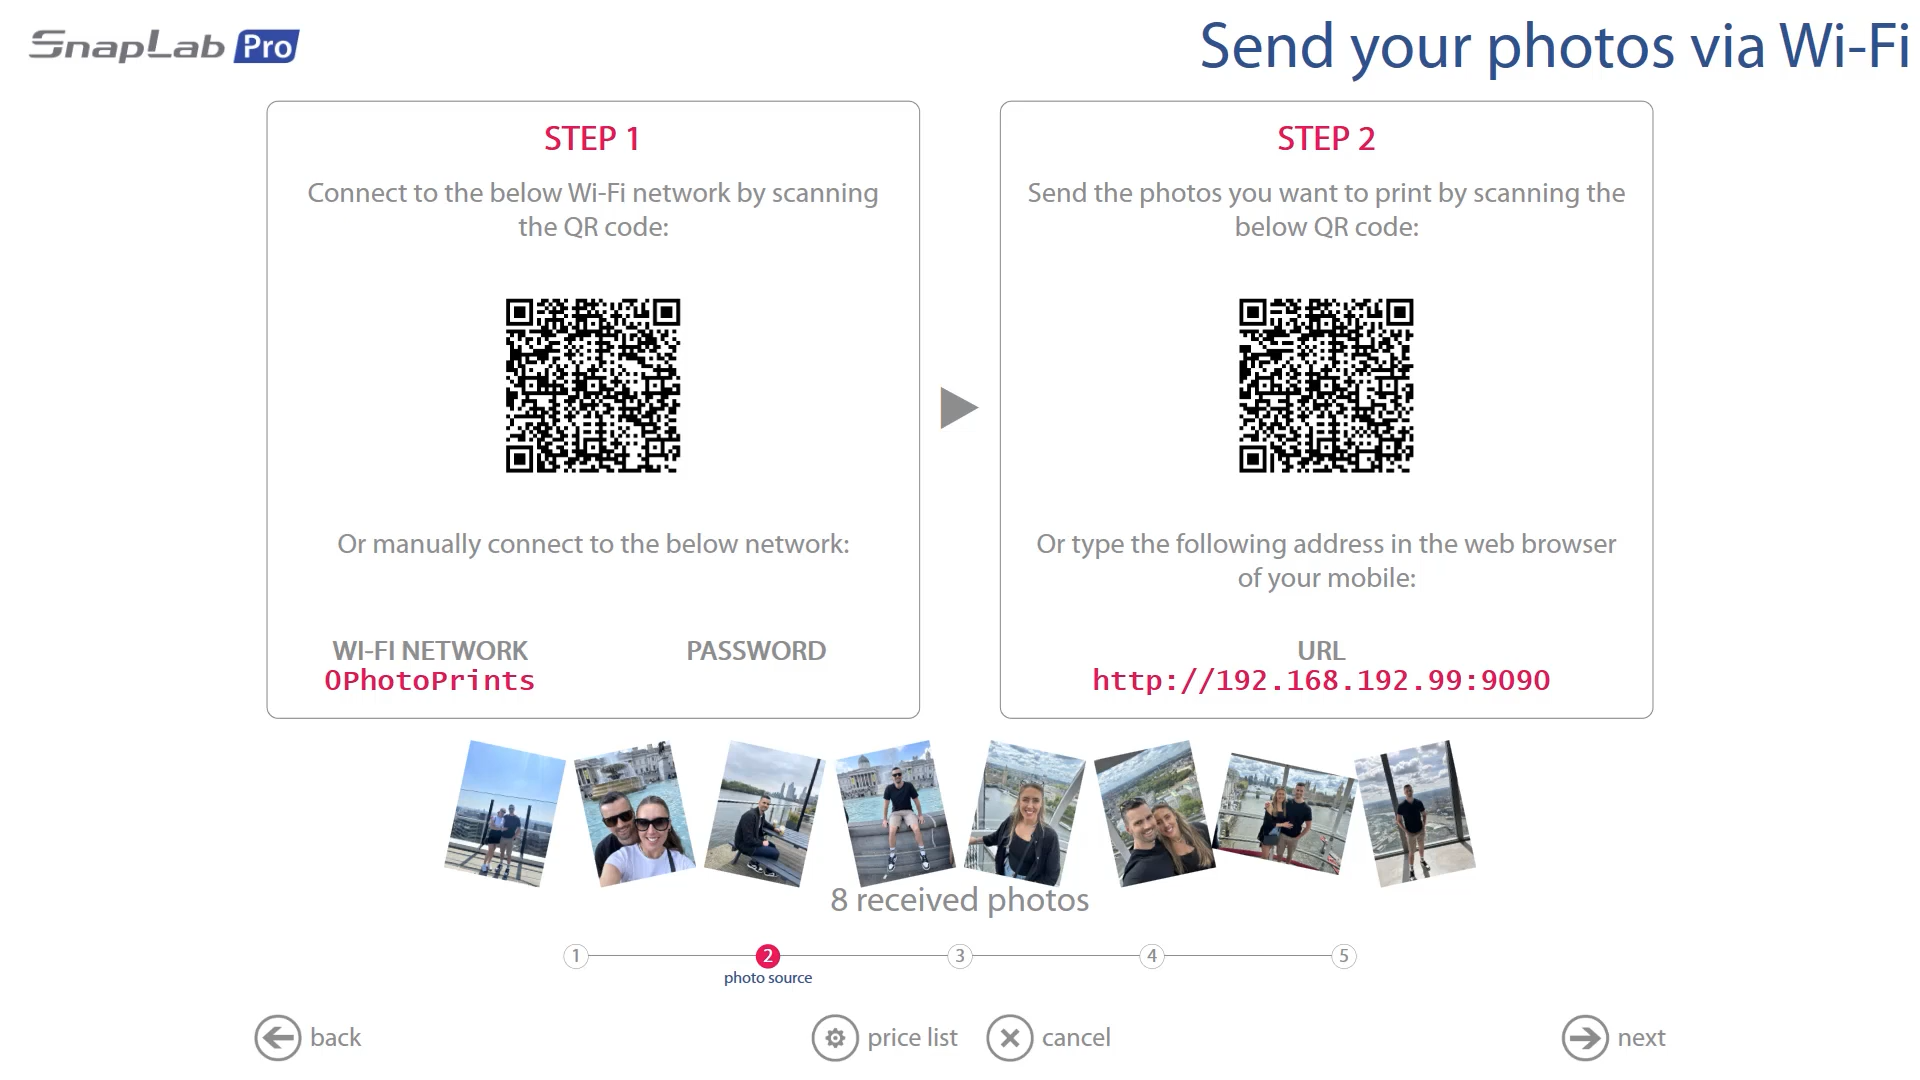 SnapLab Pro
Send your photos via Wi-Fi
STEP 1
Connect to the below Wi-Fi network by scanning
the QR code:
Or manually connect to the below network:
WI-FI NETWORK
0PhotoPrints
PASSWORD
STEP 2
Send the photos you want to print by scanning the
below QR code:
Or type the following address in the web browser
of your mobile:
URL
http://192.168.192.99:9090
8 received photos
1
2
3
4
5
photo source
back
price list
cancel
next